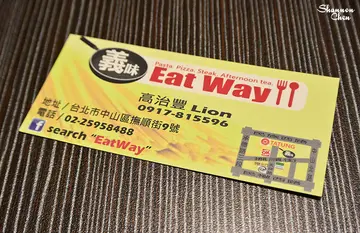 Shannon
Chen
義味
Pasta. Pizza. Steak. Afternoon tea.
Eat Way
高治豐 Lion
0917-815596
地址 / 台北市中山區撫順街9號
電話 / 02-25958488
search "EatWay"
TATUNG